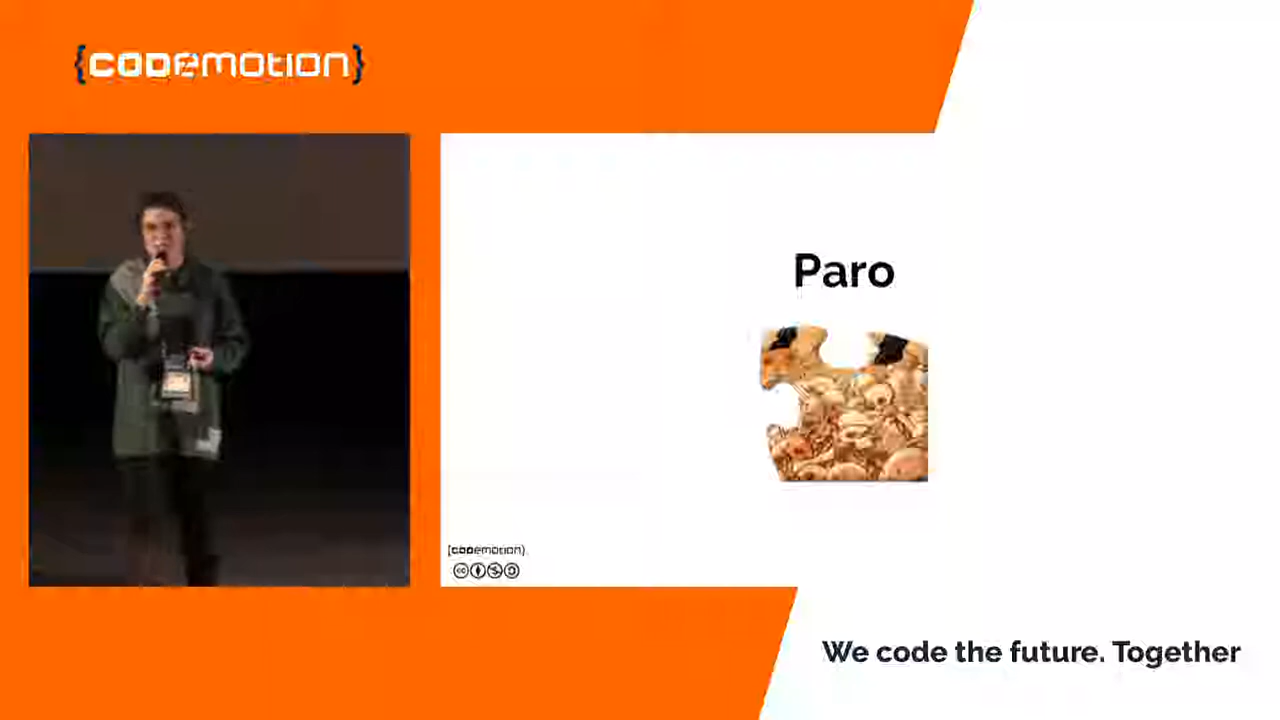 {codemotion}
Paro
{codemotion}
We code the future. Together